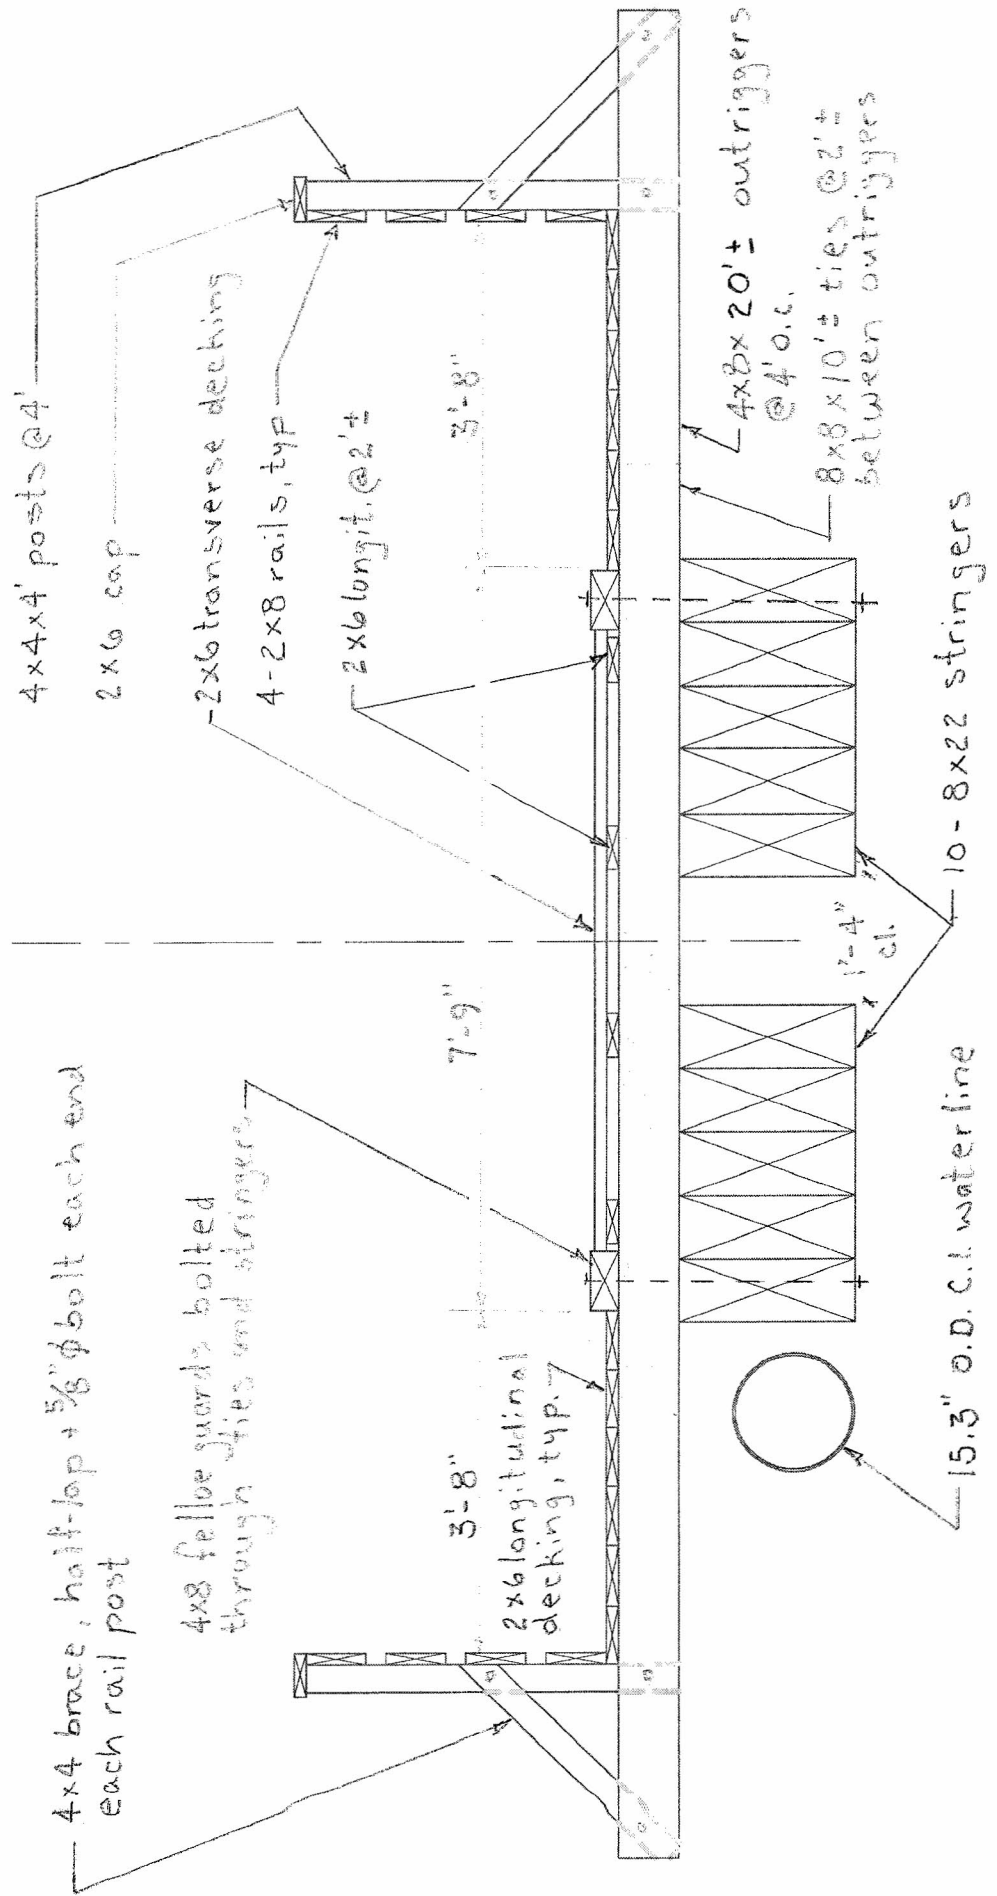 4x4 brace, half-lap + 5/8" ϕ bolt each end
each rail post
4x8 felloe guards bolted
through ties and stringers
4x4x4' posts @4'
2x6 cap
2x6 transverse decking
4-2x8 rails, typ
2x6 longit. @2'±
3'-8"
7'-9"
3'-8"
2x6 longitudinal
decking, typ.
4x8x20'± outriggers
@4' o.c.
8x8x10'± ties @2'±
between outriggers
1'-4"
cl.
10-8x22 stringers
15.3" O.D. C.I. waterline